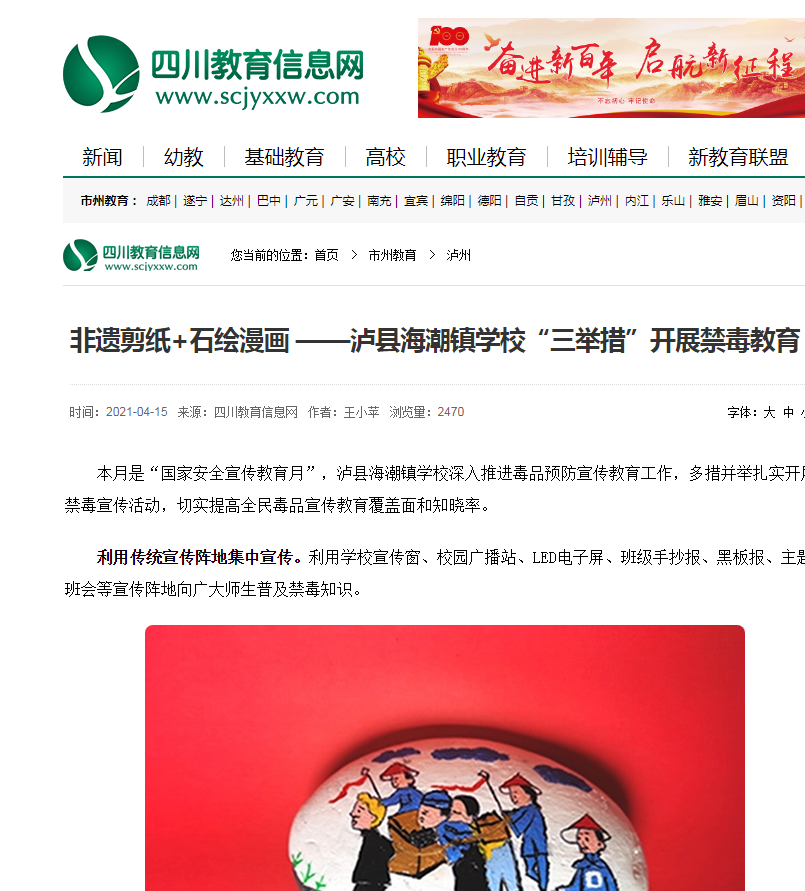 四川教育信息网
www.scjyxxw.com
100
奋进新百年 启航新征程
不忘初心 牢记使命
新闻 幼教 基础教育 高校 职业教育 培训辅导 新教育联盟
市州教育： 成都 | 遂宁 | 达州 | 巴中 | 广元 | 广安 | 南充 | 宜宾 | 绵阳 | 德阳 | 自贡 | 甘孜 | 泸州 | 内江 | 乐山 | 雅安 | 眉山 | 资阳 |
四川教育信息网
www.scjyxxw.com
您当前的位置：首页 > 市州教育 > 泸州
非遗剪纸+石绘漫画 ——泸县海潮镇学校“三举措”开展禁毒教育
时间：2021-04-15 来源：四川教育信息网 作者：王小苹 浏览量：2470
字体：大 中
本月是“国家安全宣传教育月”，泸县海潮镇学校深入推进毒品预防宣传教育工作，多措并举扎实开
禁毒宣传活动，切实提高全民毒品宣传教育覆盖面和知晓率。
利用传统宣传阵地集中宣传。利用学校宣传窗、校园广播站、LED电子屏、班级手抄报、黑板报、主题
班会等宣传阵地向广大师生普及禁毒知识。